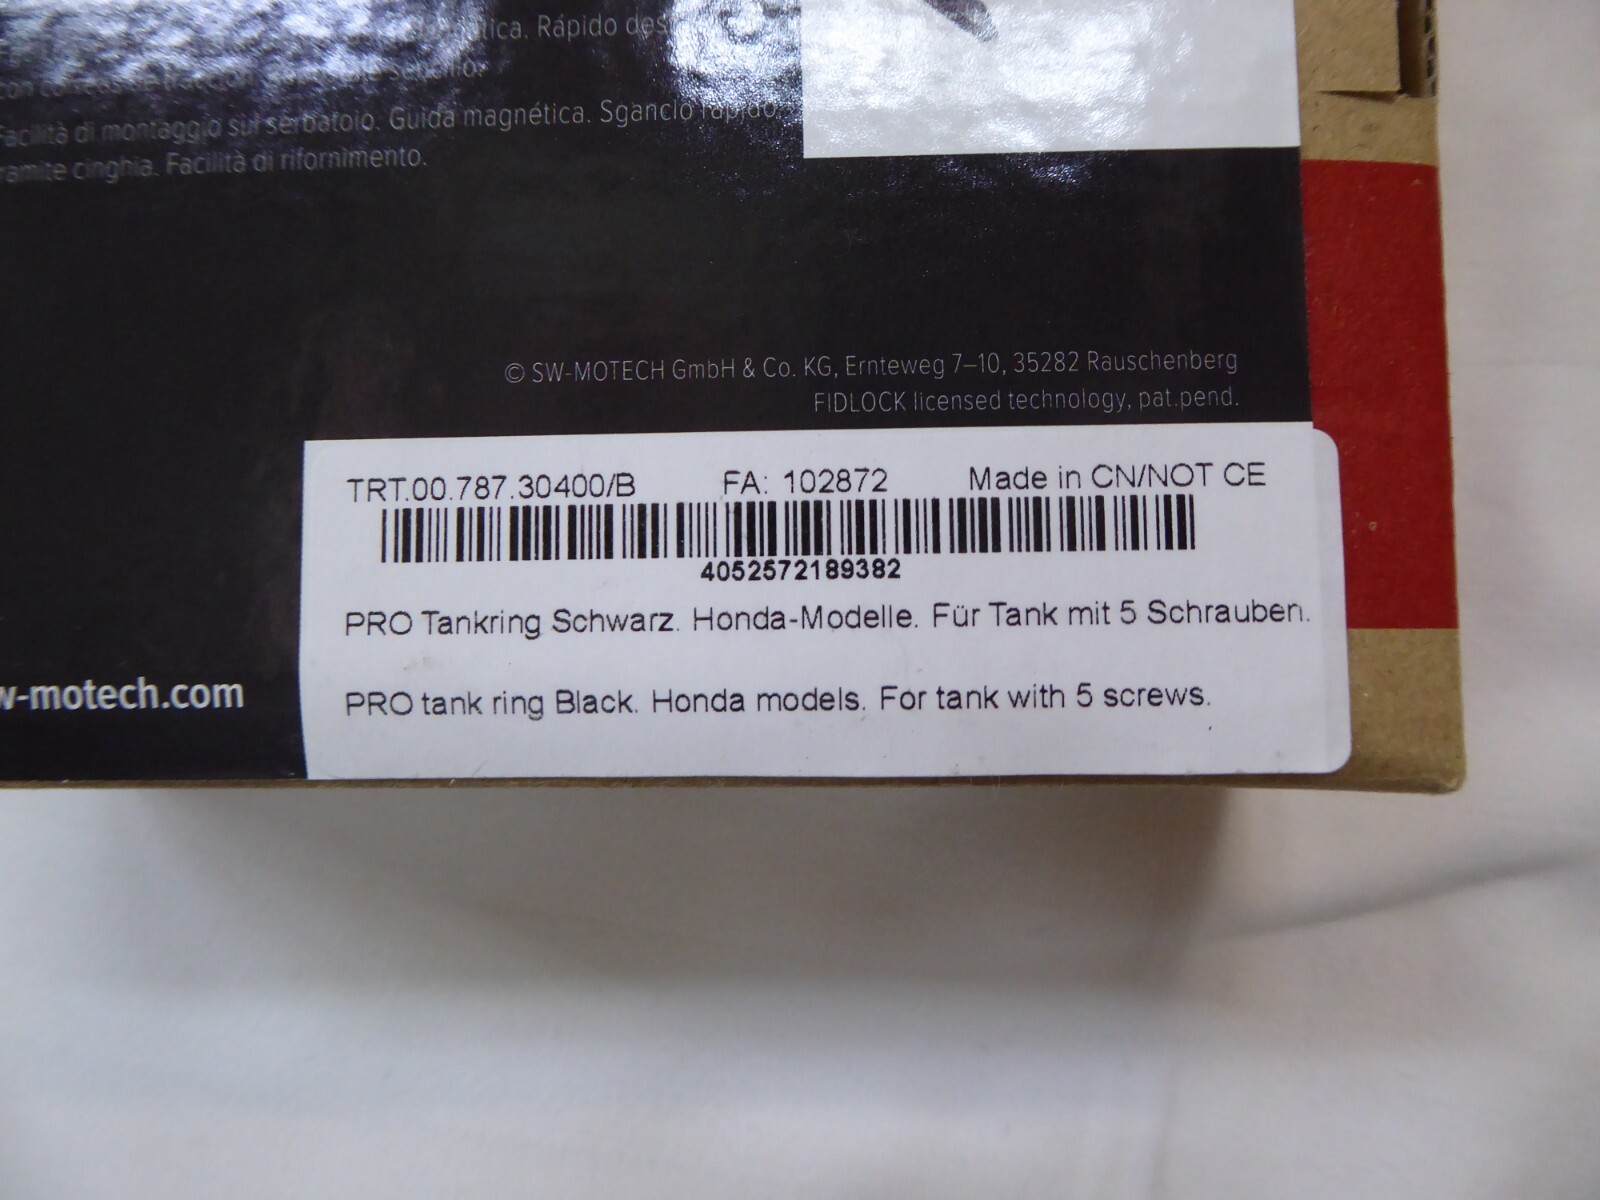 tica. Rápido des
Facilità di montaggio sul serbatoio. Guida magnética. Sgancio rapido
ramite cinghia. Facilità di rifornimento.
© SW-MOTECH GmbH & Co. KG, Ernteweg 7–10, 35282 Rauschenberg
FIDLOCK licensed technology, pat.pend.
TRT.00.787.30400/B FA: 102872 Made in CN/NOT CE
4052572189382
PRO Tankring Schwarz. Honda-Modelle. Für Tank mit 5 Schrauben.
w-motech.com
PRO tank ring Black. Honda models. For tank with 5 screws.